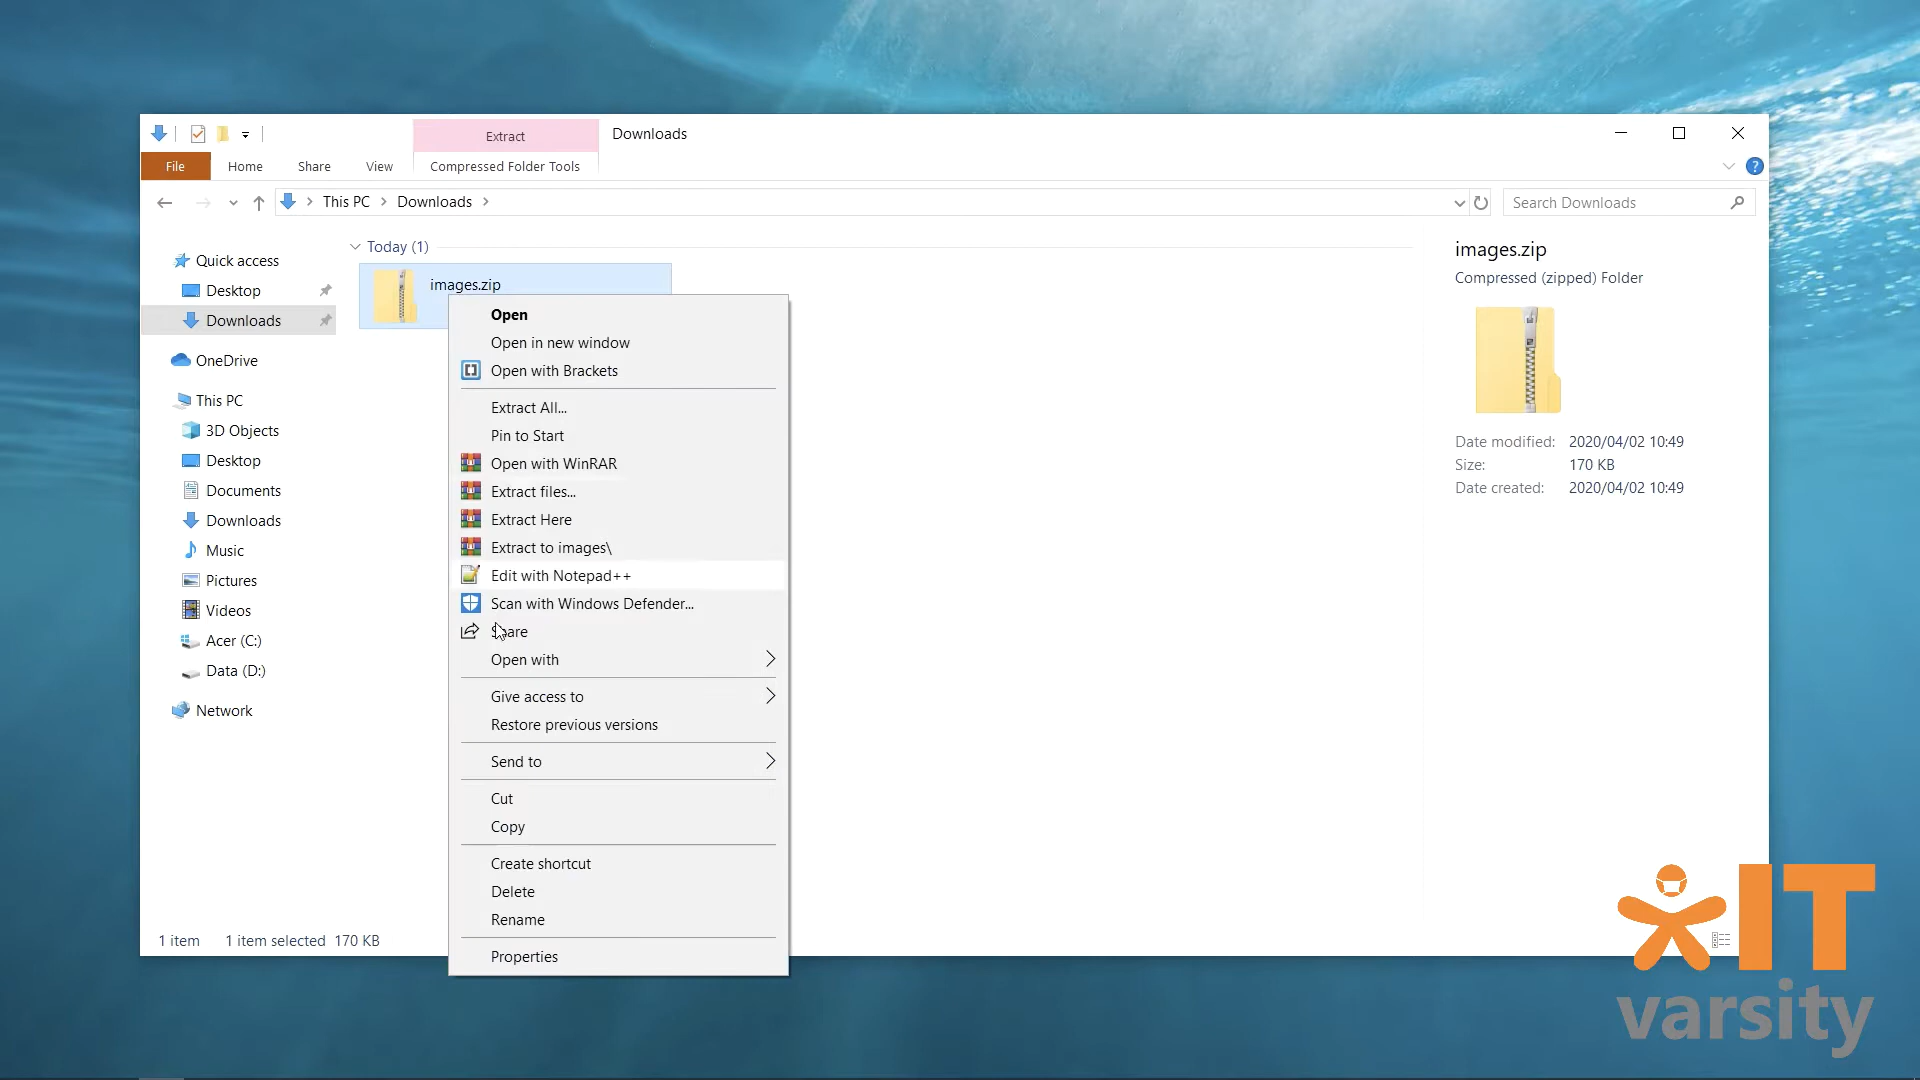 Extract
Downloads
File
Home
Share
View
Compressed Folder Tools
This PC
Downloads
Search Downloads
Quick access
Desktop
Downloads
OneDrive
This PC
3D Objects
Desktop
Documents
Downloads
Music
Pictures
Videos
Acer (C:)
Data (D:)
Network
Today (1)
images.zip
Open
Open in new window
Open with Brackets
Extract All...
Pin to Start
Open with WinRAR
Extract files...
Extract Here
Extract to images\
Edit with Notepad++
Scan with Windows Defender...
Share
Open with
Give access to
Restore previous versions
Send to
Cut
Copy
Create shortcut
Delete
Rename
Properties
images.zip
Compressed (zipped) Folder
Date modified: 2020/04/02 10:49
Size: 170 KB
Date created: 2020/04/02 10:49
1 item 1 item selected 170 KB
IT
varsity